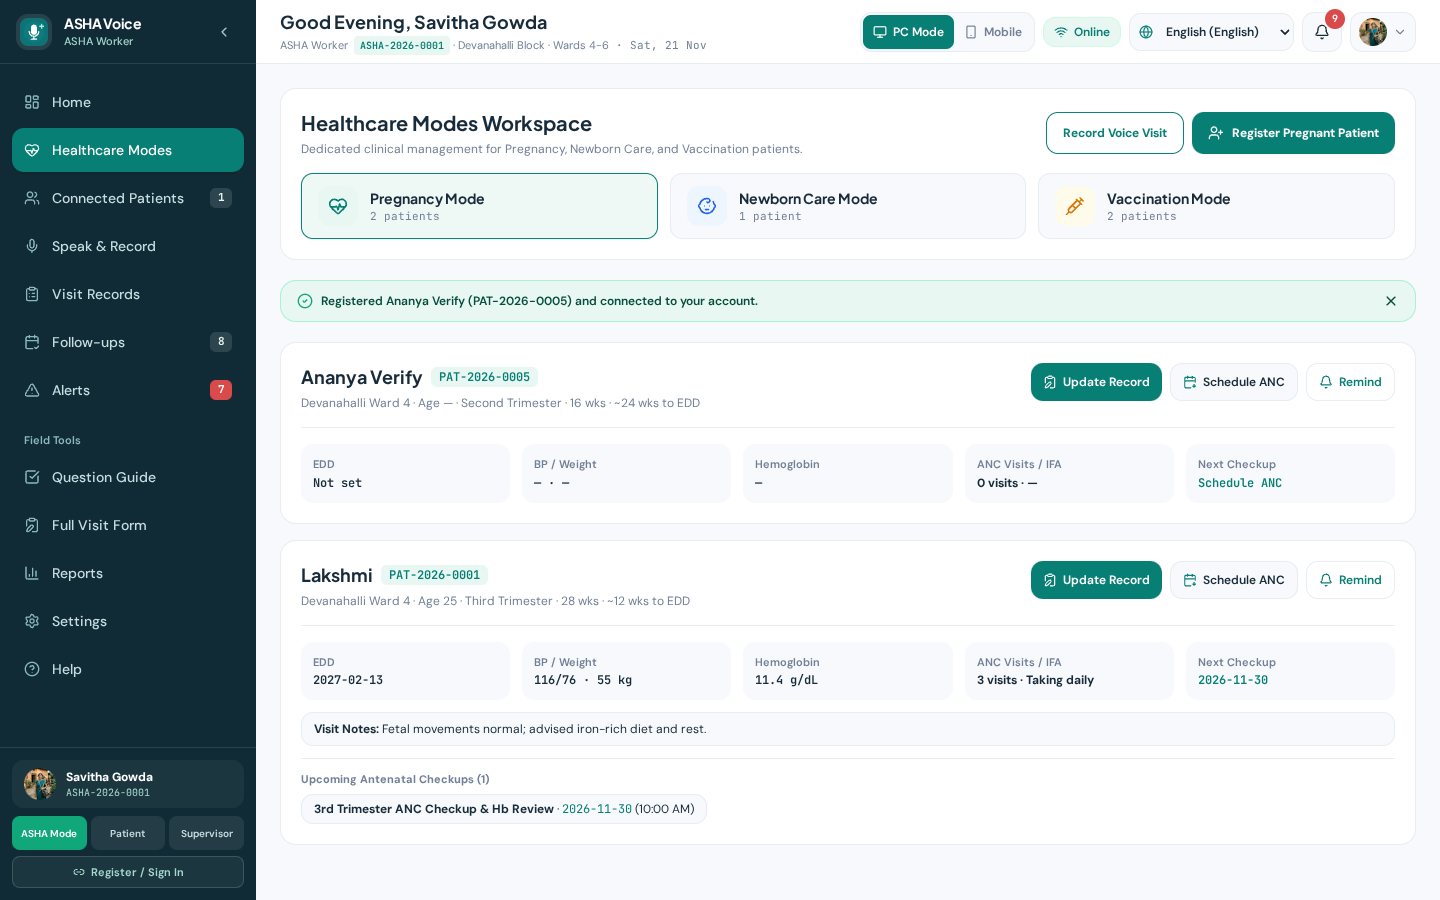 ASHA Voice
ASHA Worker
Home
Healthcare Modes
Connected Patients 1
Speak & Record
Visit Records
Follow-ups 8
Alerts 7
Field Tools
Question Guide
Full Visit Form
Reports
Settings
Help
Savitha Gowda
ASHA-2026-0001
ASHA Mode Patient Supervisor
Register / Sign In
Good Evening, Savitha Gowda
ASHA Worker ASHA-2026-0001 · Devanahalli Block · Wards 4-6 · Sat, 21 Nov
PC Mode Mobile Online English (English) 9
Healthcare Modes Workspace
Dedicated clinical management for Pregnancy, Newborn Care, and Vaccination patients.
Record Voice Visit Register Pregnant Patient
Pregnancy Mode
2 patients
Newborn Care Mode
1 patient
Vaccination Mode
2 patients
Registered Ananya Verify (PAT-2026-0005) and connected to your account.
Ananya Verify PAT-2026-0005
Devanahalli Ward 4 · Age — · Second Trimester · 16 wks · ~24 wks to EDD
Update Record Schedule ANC Remind
EDD
Not set
BP / Weight
— · —
Hemoglobin
—
ANC Visits / IFA
0 visits · —
Next Checkup
Schedule ANC
Lakshmi PAT-2026-0001
Devanahalli Ward 4 · Age 25 · Third Trimester · 28 wks · ~12 wks to EDD
Update Record Schedule ANC Remind
EDD
2027-02-13
BP / Weight
116/76 · 55 kg
Hemoglobin
11.4 g/dL
ANC Visits / IFA
3 visits · Taking daily
Next Checkup
2026-11-30
Visit Notes: Fetal movements normal; advised iron-rich diet and rest.
Upcoming Antenatal Checkups (1)
3rd Trimester ANC Checkup & Hb Review · 2026-11-30 (10:00 AM)